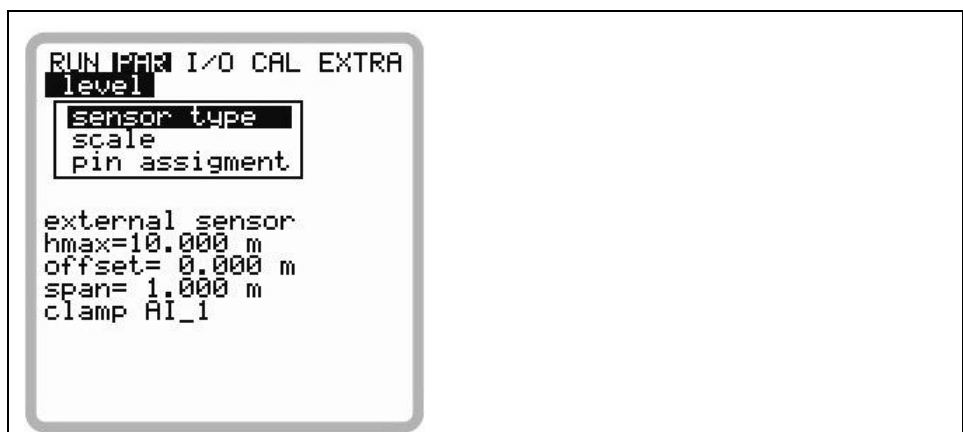 RUN PAR I/O CAL EXTRA
level
sensor type
scale
pin assigment
external sensor
hmax=10.000 m
offset= 0.000 m
span= 1.000 m
clamp AI_1